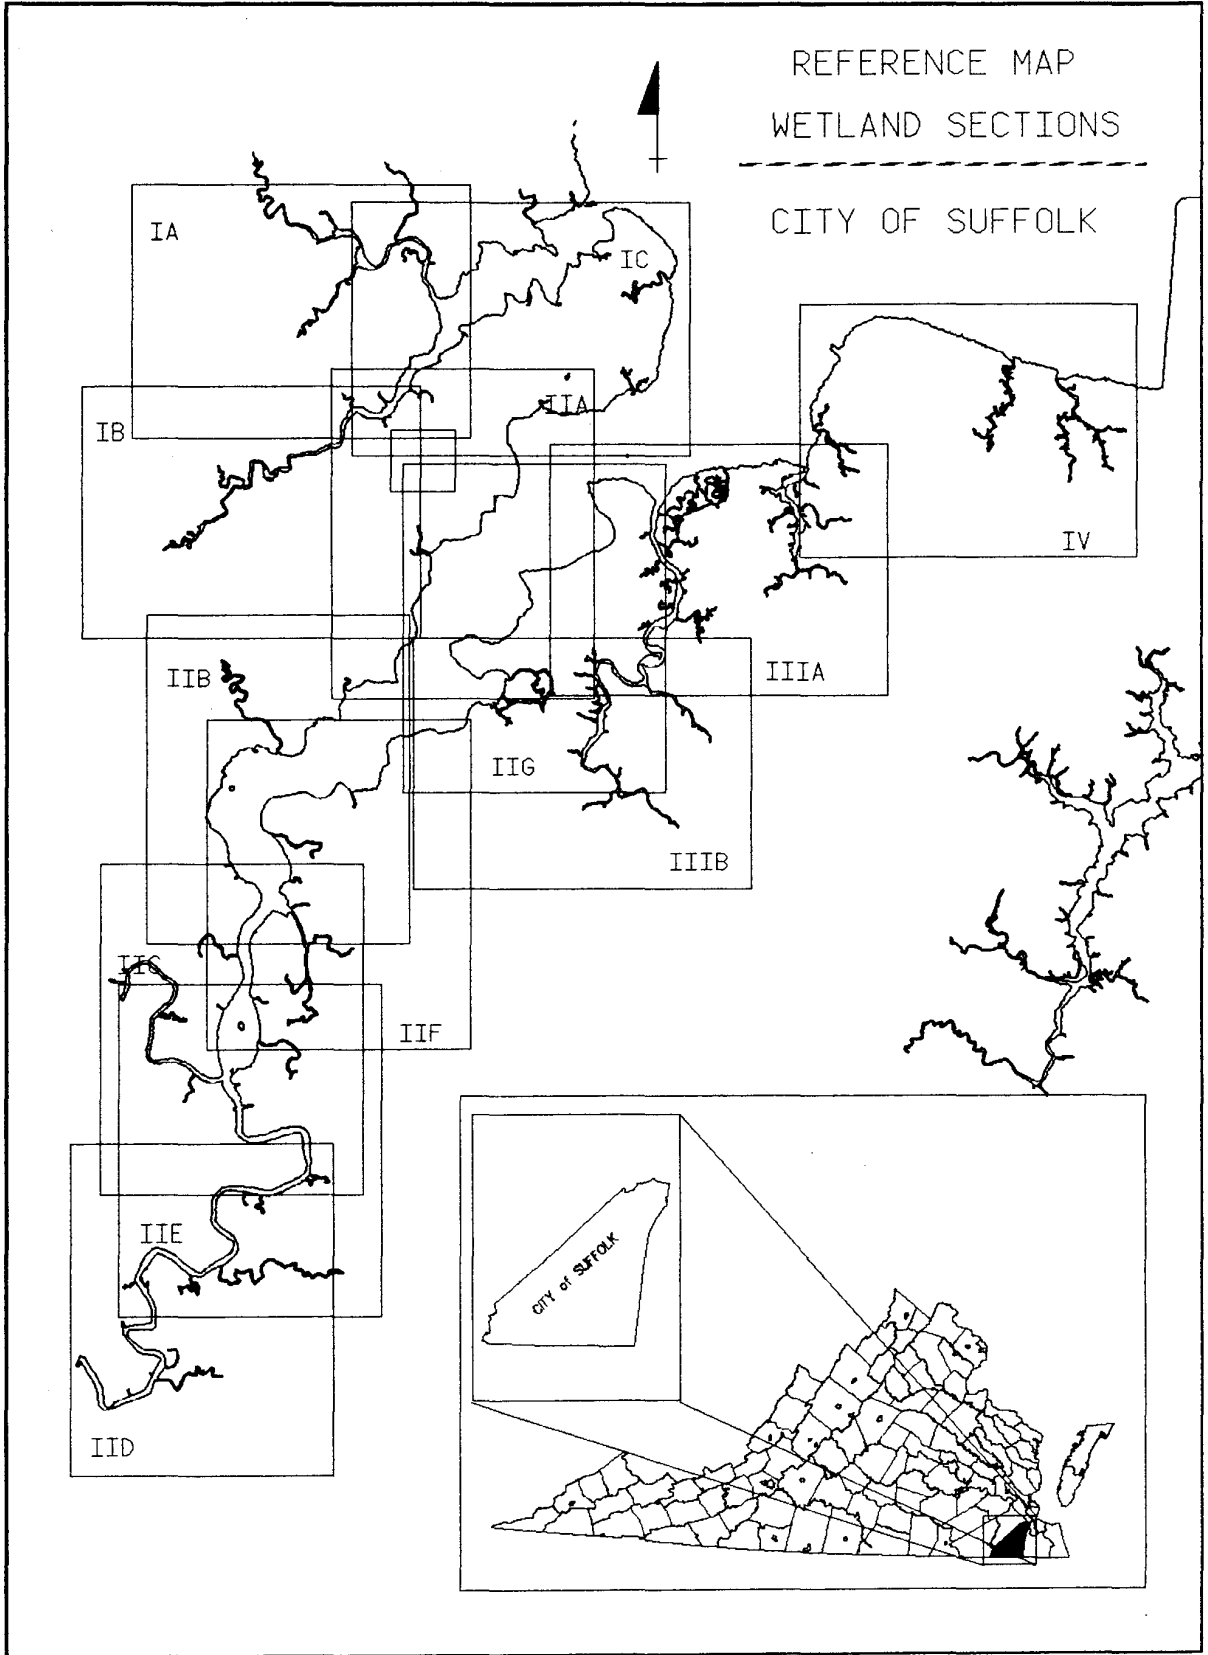 REFERENCE MAP
WETLAND SECTIONS
CITY OF SUFFOLK
IA
IC
IB
IIA
IV
IIB
IIIA
IIG
IIIB
IIC
IIF
IIE
CITY of SUFFOLK
IID